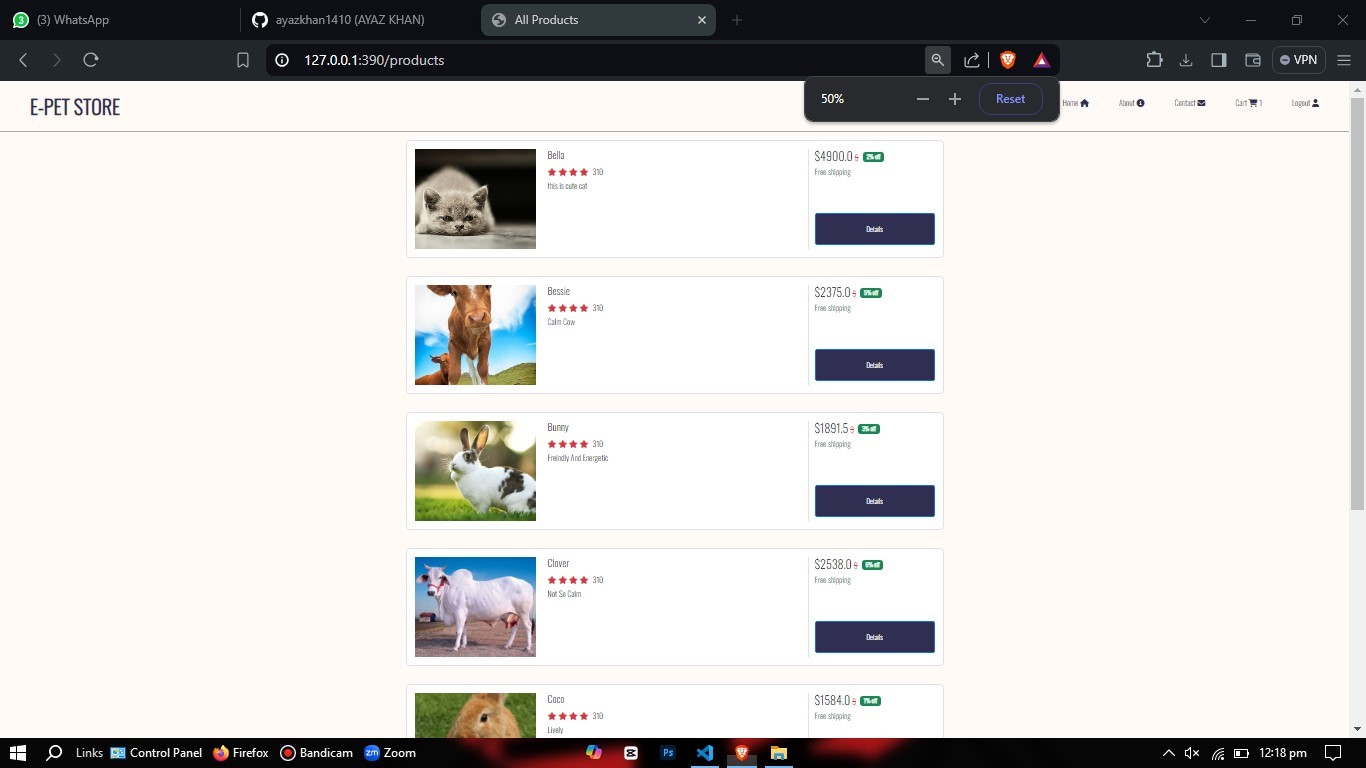 (3) WhatsApp
ayazkhan1410 (AYAZ KHAN)
All Products
127.0.0.1:390/products
VPN
50%
Reset
E-PET STORE
Home
About
Contact
Cart 1
Logout
Bella
310
this is cute cat
$4900.0 $ 2% off
Free shipping
Details
Bessie
310
Calm Cow
$2375.0 $ 5% off
Free shipping
Details
Bunny
310
Freindly And Energetic
$1891.5 $ 3% off
Free shipping
Details
Clover
310
Not So Calm
$2538.0 $ 6% off
Free shipping
Details
Coco
310
Lively
$1584.0 $ 1% off
Free shipping
Links Control Panel Firefox Bandicam Zoom
12:18 pm